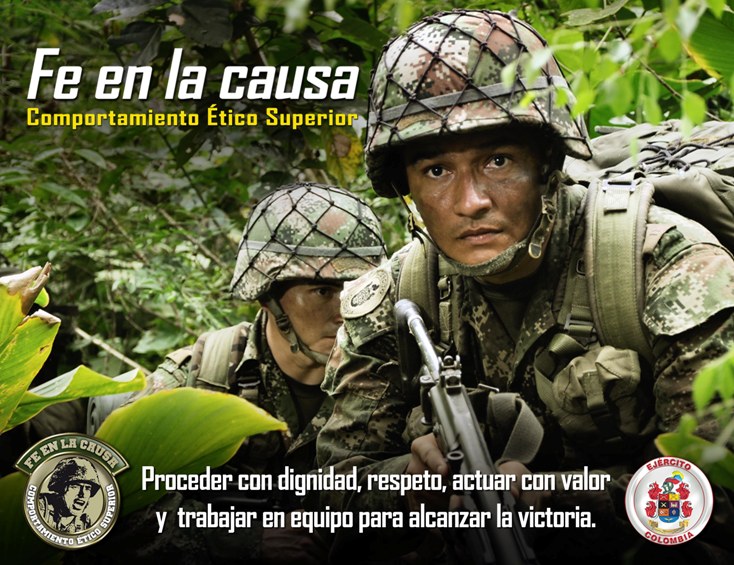 Fe en la causa
Comportamiento Ético Superior
FE EN LA CAUSA
COMPORTAMIENTO ÉTICO SUPERIOR
Proceder con dignidad, respeto, actuar con valor
y trabajar en equipo para alcanzar la victoria.
EJÉRCITO
COLOMBIA